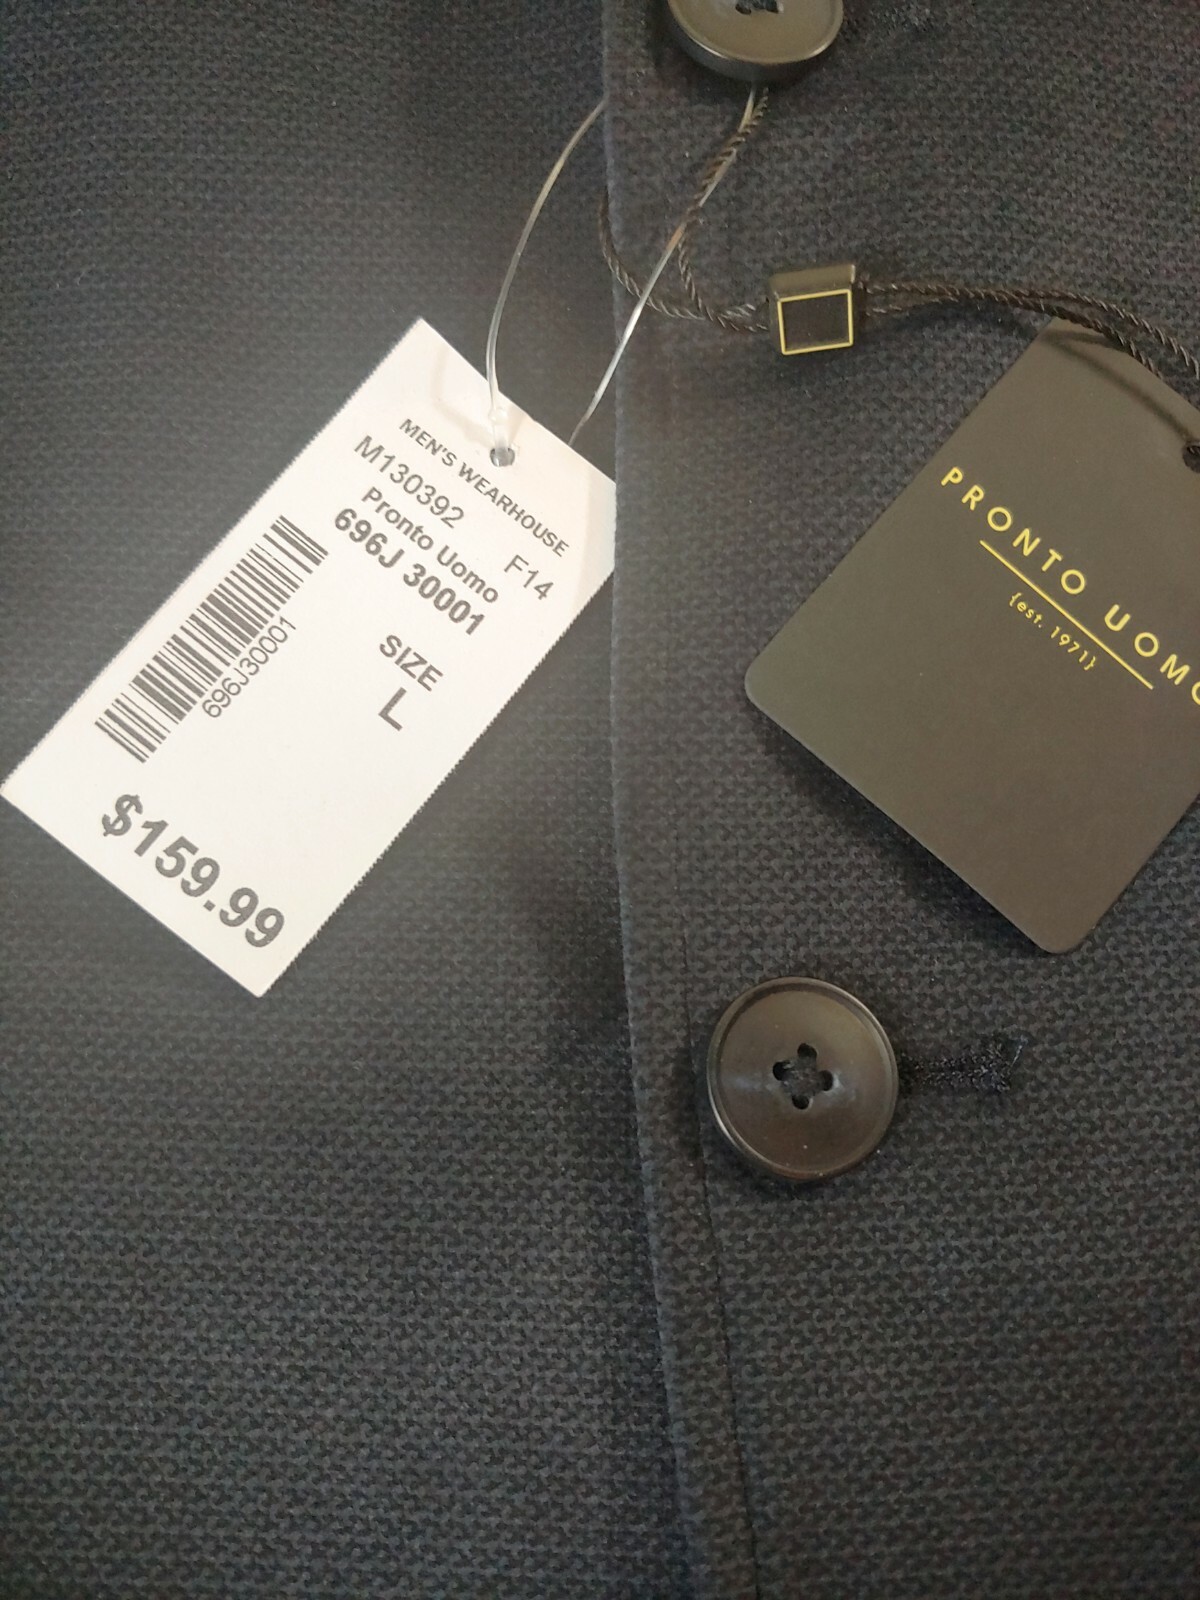 MEN'S WEARHOUSE
M130392 F14
Pronto Uomo
696J 30001
SIZE
L
696J30001
$159.99
PRONTO UOMO
{est. 1971}